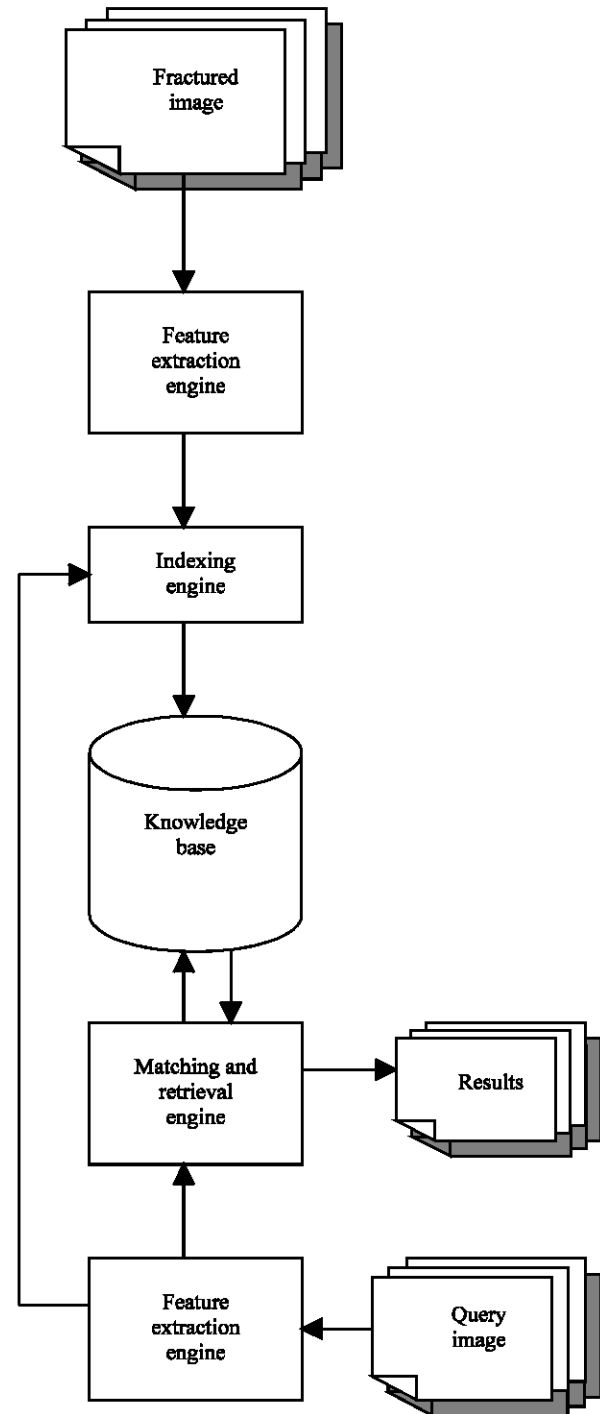 Fractured
image
Feature
extraction
engine
Indexing
engine
Knowledge
base
Matching and
retrieval
engine
Results
Feature
extraction
engine
Query
image